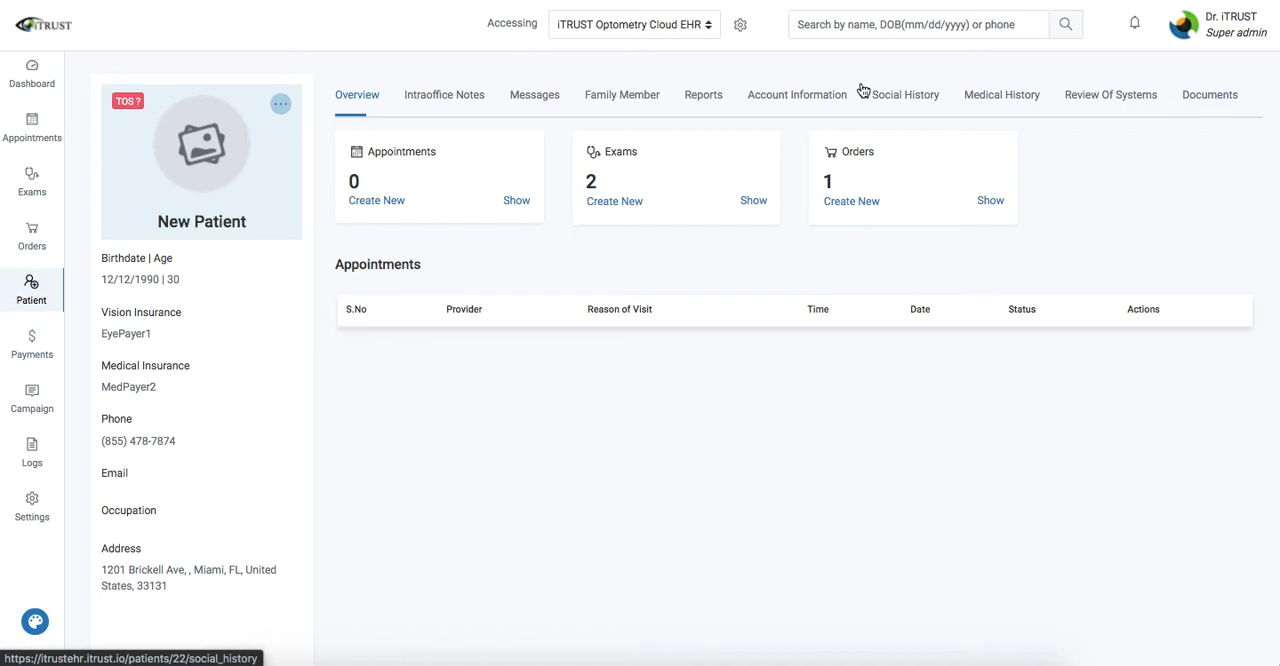 iTRUST
Accessing
iTRUST Optometry Cloud EHR
Search by name, DOB(mm/dd/yyyy) or phone
Dr. iTRUST
Super admin
Dashboard
Appointments
Exams
Orders
Patient
Payments
Campaign
Logs
Settings
TOS ?
New Patient
Birthdate | Age
12/12/1990 | 30
Vision Insurance
EyePayer1
Medical Insurance
MedPayer2
Phone
(855) 478-7874
Email
Occupation
Address
1201 Brickell Ave, , Miami, FL, United
States, 33131
Overview Intraoffice Notes Messages Family Member Reports Account Information Social History Medical History Review Of Systems Documents
Appointments
0
Create New Show
Exams
2
Create New Show
Orders
1
Create New Show
Appointments
S.No Provider Reason of Visit Time Date Status Actions
https://itrustehr.itrust.io/patients/22/social_history